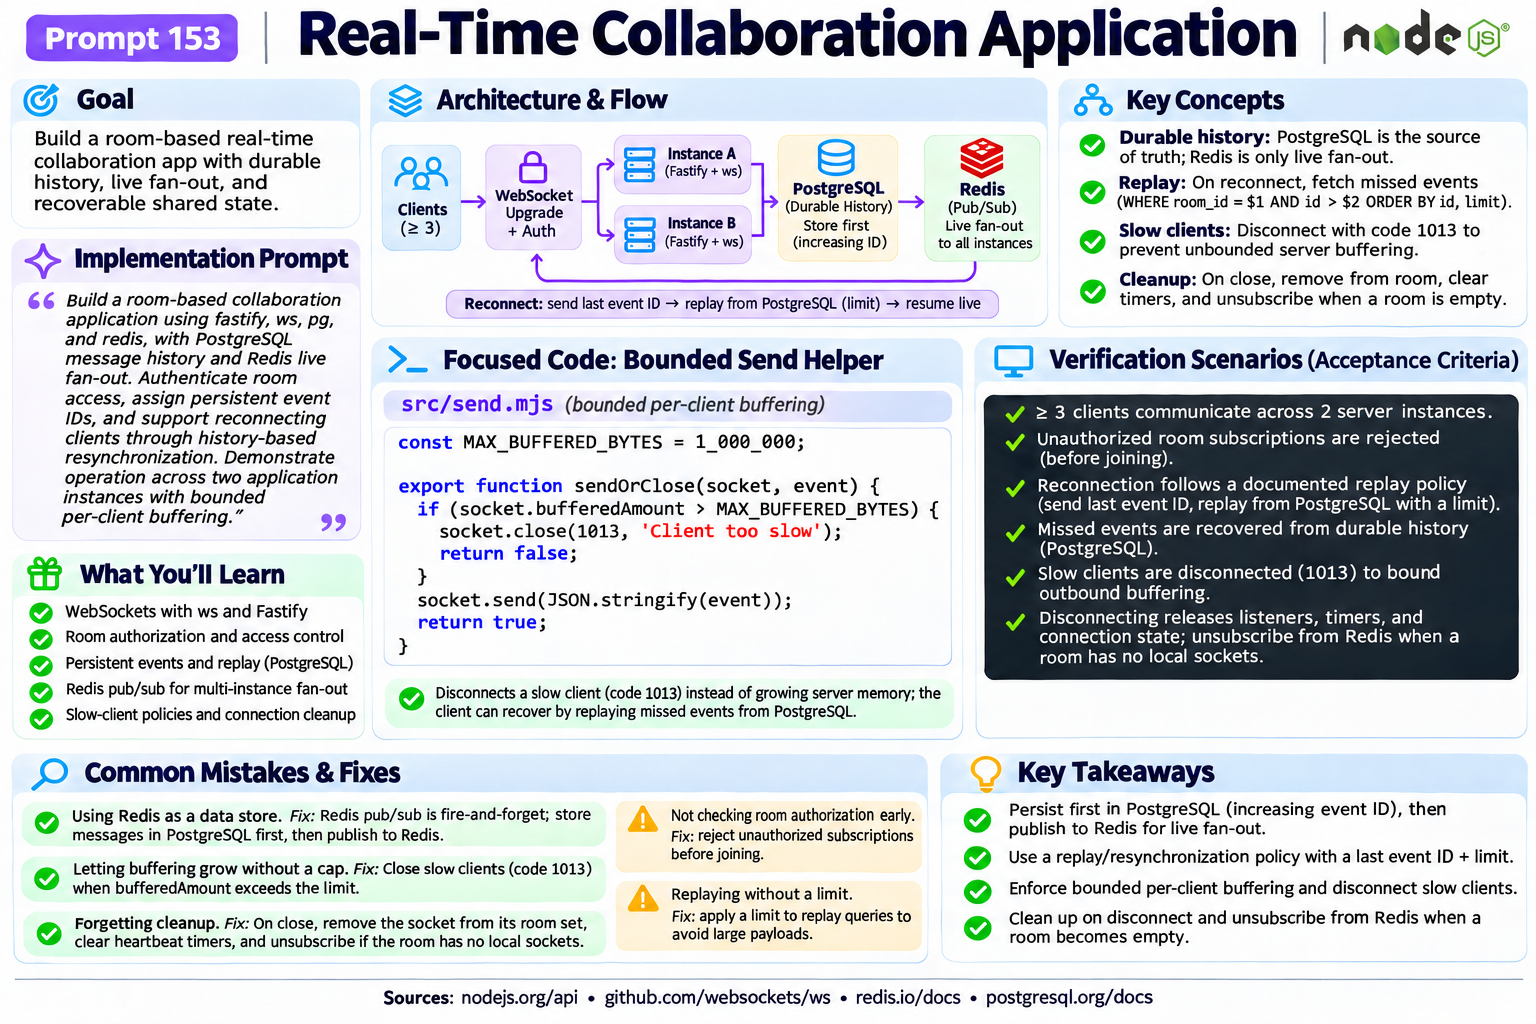 Prompt 153
Real-Time Collaboration Application
node
JS
Goal
Build a room-based real-time
collaboration app with durable
history, live fan-out, and
recoverable shared state.
Implementation Prompt
“ Build a room-based collaboration
application using fastify, ws, pg,
and redis, with PostgreSQL
message history and Redis live
fan-out. Authenticate room
access, assign persistent event
IDs, and support reconnecting
clients through history-based
resynchronization. Demonstrate
operation across two application
instances with bounded
per-client buffering.”
”
What You’ll Learn
WebSockets with ws and Fastify
Room authorization and access control
Persistent events and replay (PostgreSQL)
Redis pub/sub for multi-instance fan-out
Slow-client policies and connection cleanup
Architecture & Flow
Clients
(≥ 3)
WebSocket
Upgrade
+ Auth
Instance A
(Fastify + ws)
Instance B
(Fastify + ws)
PostgreSQL
(Durable History)
Store first
(increasing ID)
Redis
(Pub/Sub)
Live fan-out
to all instances
Reconnect: send last event ID → replay from PostgreSQL (limit) → resume live
Key Concepts
Durable history: PostgreSQL is the source
of truth; Redis is only live fan-out.
Replay: On reconnect, fetch missed events
(WHERE room_id = $1 AND id > $2 ORDER BY id, limit).
Slow clients: Disconnect with code 1013 to
prevent unbounded server buffering.
Cleanup: On close, remove from room, clear
timers, and unsubscribe when a room is empty.
Focused Code: Bounded Send Helper
src/send.mjs (bounded per-client buffering)
const MAX_BUFFERED_BYTES = 1_000_000;
export function sendOrClose(socket, event) {
if (socket.bufferedAmount > MAX_BUFFERED_BYTES) {
socket.close(1013, 'Client too slow');
return false;
}
socket.send(JSON.stringify(event));
return true;
}
Disconnects a slow client (code 1013) instead of growing server memory; the
client can recover by replaying missed events from PostgreSQL.
Verification Scenarios (Acceptance Criteria)
≥ 3 clients communicate across 2 server instances.
Unauthorized room subscriptions are rejected
(before joining).
Reconnection follows a documented replay policy
(send last event ID, replay from PostgreSQL with a limit).
Missed events are recovered from durable history
(PostgreSQL).
Slow clients are disconnected (1013) to bound
outbound buffering.
Disconnecting releases listeners, timers, and
connection state; unsubscribe from Redis when a
room has no local sockets.
Common Mistakes & Fixes
Using Redis as a data store. Fix: Redis pub/sub is fire-and-forget; store
messages in PostgreSQL first, then publish to Redis.
Letting buffering grow without a cap. Fix: Close slow clients (code 1013)
when bufferedAmount exceeds the limit.
Forgetting cleanup. Fix: On close, remove the socket from its room set,
clear heartbeat timers, and unsubscribe if the room has no local sockets.
Not checking room authorization early.
Fix: reject unauthorized subscriptions
before joining.
Replaying without a limit.
Fix: apply a limit to replay queries to
avoid large payloads.
Key Takeaways
Persist first in PostgreSQL (increasing event ID), then
publish to Redis for live fan-out.
Use a replay/resynchronization policy with a last event ID + limit.
Enforce bounded per-client buffering and disconnect slow clients.
Clean up on disconnect and unsubscribe from Redis when a
room becomes empty.
Sources: nodejs.org/api • github.com/websockets/ws • redis.io/docs • postgresql.org/docs